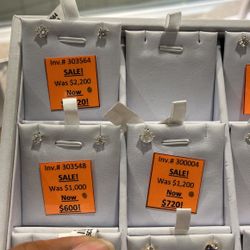 Inv.# 303564
SALE!
Was $2,200
Now
Inv.# 303548
SALE!
Was $1,000
Now
$600!
Inv.# 300004
SALE!
Was $1,200
Now
$720!